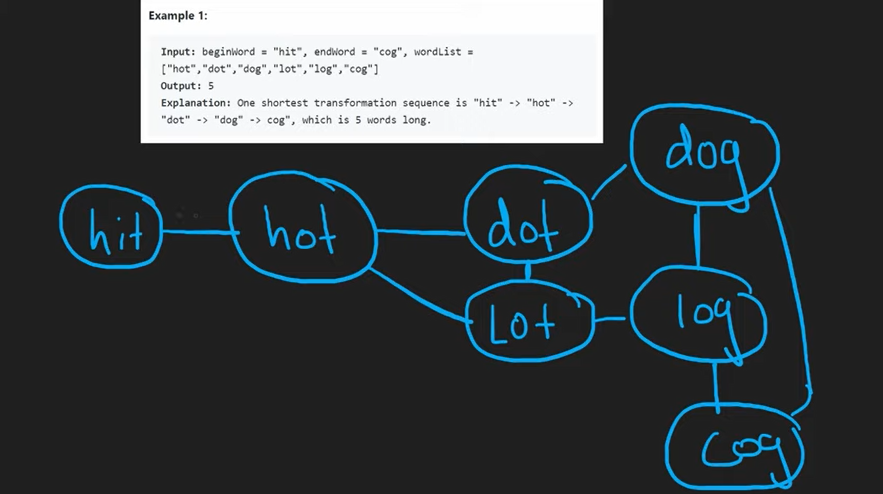 Example 1:
Input: beginWord = "hit", endWord = "cog", wordList =
["hot","dot","dog","lot","log","cog"]
Output: 5
Explanation: One shortest transformation sequence is "hit" -> "hot" ->
"dot" -> "dog" -> cog", which is 5 words long.
dog
hit
hot
dot
Lot
log
Cog